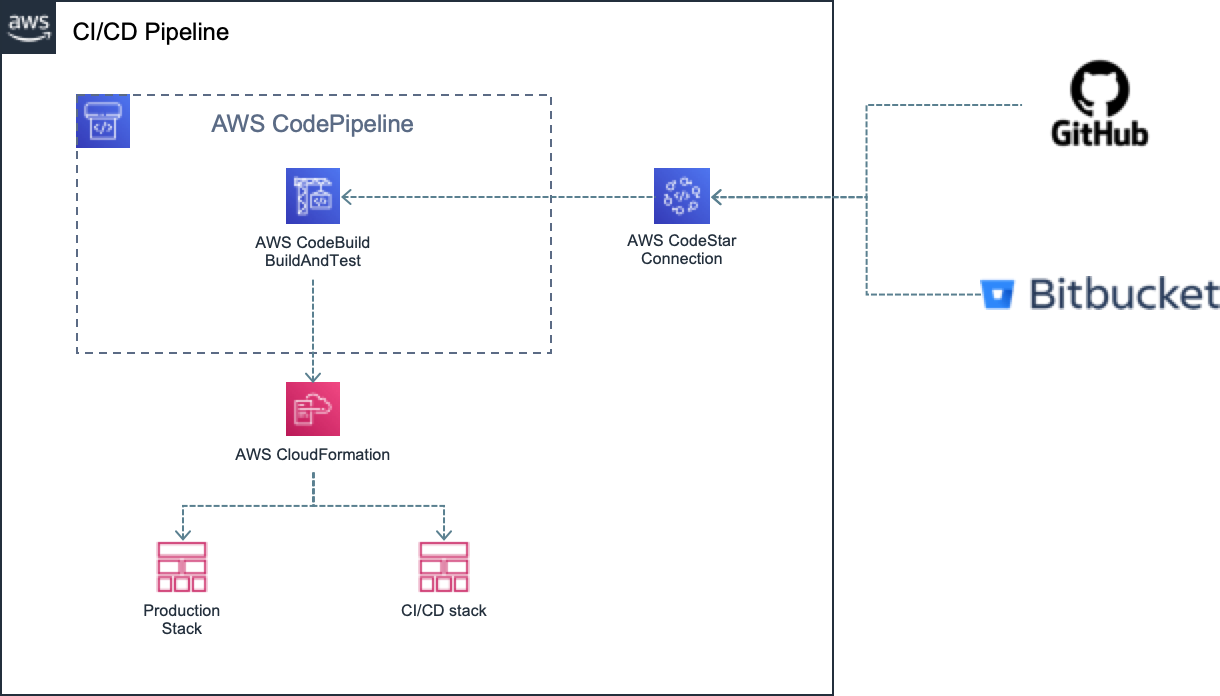 aws
CI/CD Pipeline
AWS CodePipeline
GitHub
AWS CodeBuild
BuildAndTest
AWS CodeStar
Connection
Bitbucket
AWS CloudFormation
Production
Stack
CI/CD stack